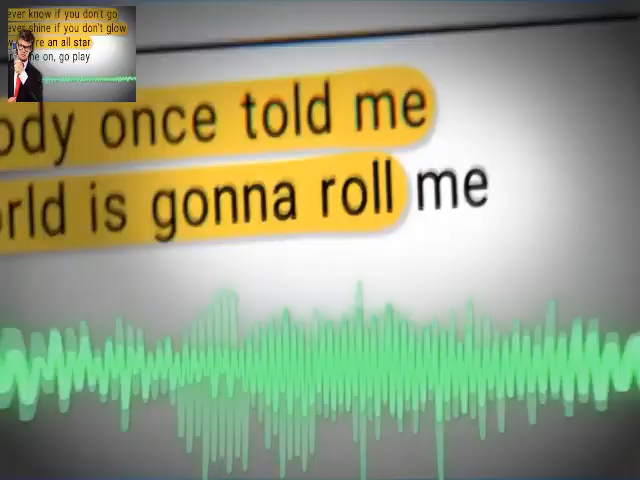 ever know if you don't go
ever shine if you don't glow
re an all star
me on, go play
ody once told me
orld is gonna roll me